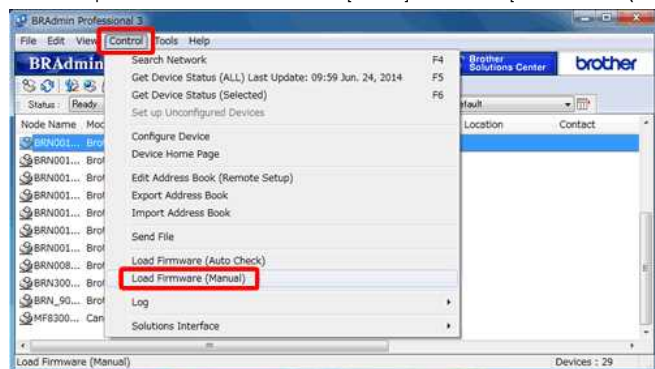 BRAdmin Professional 3
File Edit View Control Tools Help
BRAdmin
Brother Solutions Center
brother
Search Network F4
Get Device Status (ALL) Last Update: 09:59 Jun. 24, 2014 F5
Get Device Status (Selected) F6
Set up Unconfigured Devices
Configure Device
Device Home Page
Edit Address Book (Remote Setup)
Export Address Book
Import Address Book
Send File
Load Firmware (Auto Check)
Load Firmware (Manual)
Log
Solutions Interface
Status: Ready
Node Name Location Contact
BRN001...
BRN001... Bro
BRN001... Bro
BRN001... Bro
BRN001... Bro
BRN001... Bro
BRN008... Bro
BRN300... Bro
BRN_90... Bro
MF8300... Can
Load Firmware (Manual) Devices : 29